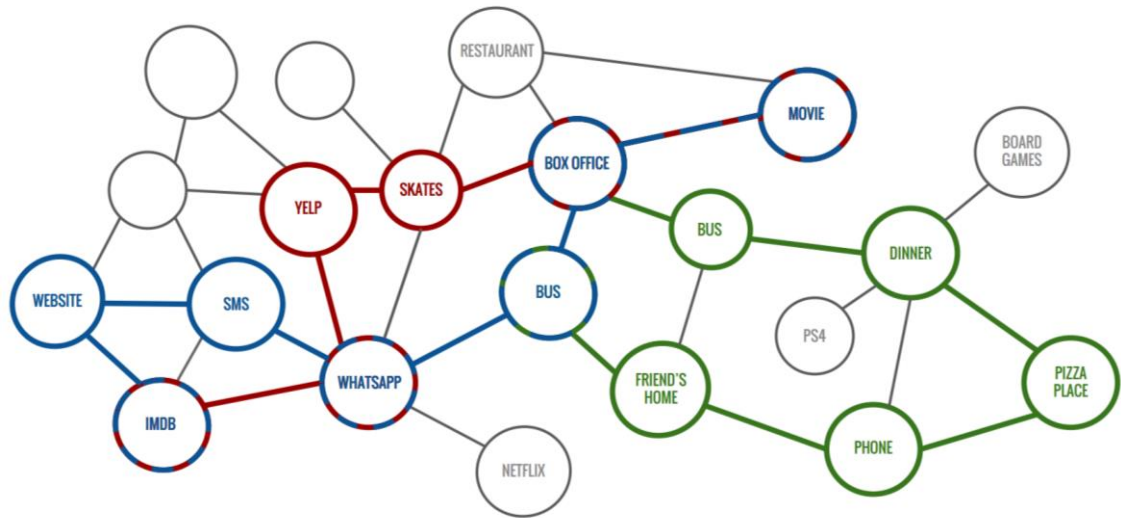 RESTAURANT
MOVIE
BOX OFFICE
BOARD
GAMES
SKATES
YELP
BUS
DINNER
WEBSITE
SMS
BUS
PS4
WHATSAPP
FRIEND'S
HOME
PIZZA
PLACE
IMDB
PHONE
NETFLIX